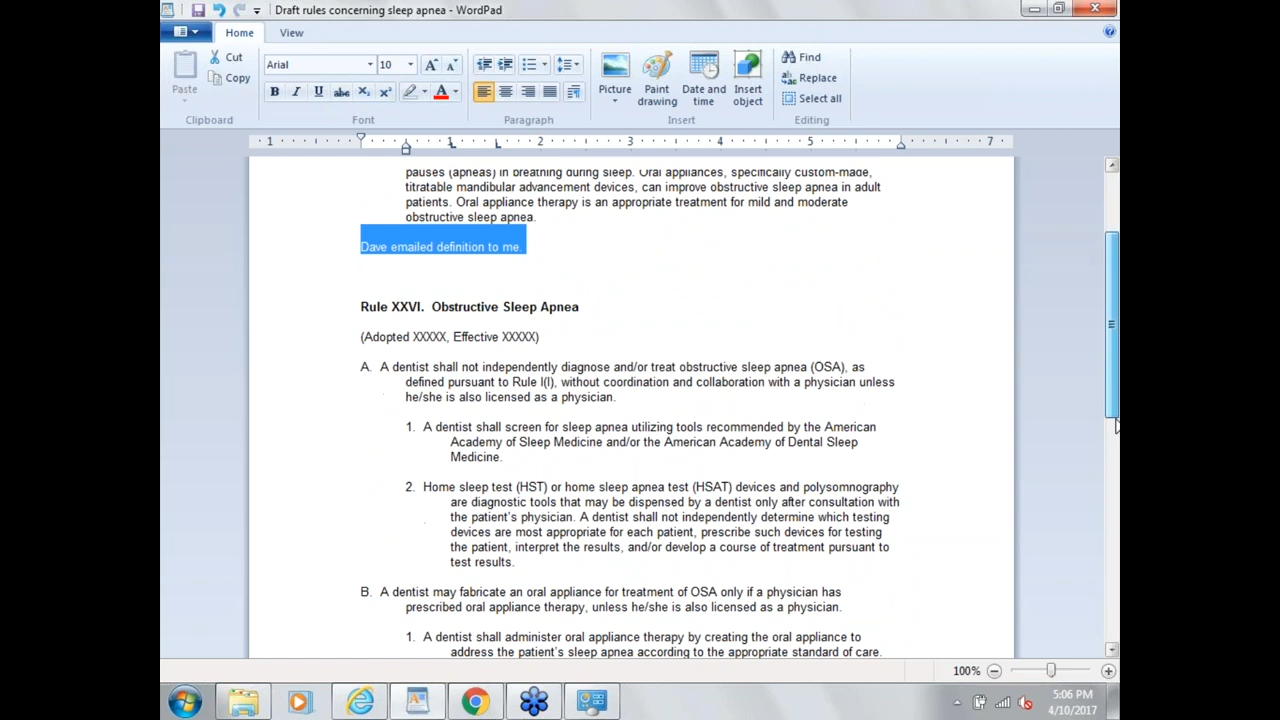 Draft rules concerning sleep apnea - WordPad
Home View
Paste
Cut
Copy
Clipboard
Arial 10
Font
Paragraph
Picture
Paint drawing
Date and time
Insert object
Insert
Find
Replace
Select all
Editing
1 1 2 3 4 5 7
pauses (apneas) in breathing during sleep. Oral appliances, specifically custom-made,
titratable mandibular advancement devices, can improve obstructive sleep apnea in adult
patients. Oral appliance therapy is an appropriate treatment for mild and moderate
obstructive sleep apnea.
Dave emailed definition to me.
Rule XXVI. Obstructive Sleep Apnea
(Adopted XXXXX, Effective XXXXX)
A. A dentist shall not independently diagnose and/or treat obstructive sleep apnea (OSA), as
defined pursuant to Rule I(I), without coordination and collaboration with a physician unless
he/she is also licensed as a physician.
1. A dentist shall screen for sleep apnea utilizing tools recommended by the American
Academy of Sleep Medicine and/or the American Academy of Dental Sleep
Medicine.
2. Home sleep test (HST) or home sleep apnea test (HSAT) devices and polysomnography
are diagnostic tools that may be dispensed by a dentist only after consultation with
the patient's physician. A dentist shall not independently determine which testing
devices are most appropriate for each patient, prescribe such devices for testing
the patient, interpret the results, and/or develop a course of treatment pursuant to
test results.
B. A dentist may fabricate an oral appliance for treatment of OSA only if a physician has
prescribed oral appliance therapy, unless he/she is also licensed as a physician.
1. A dentist shall administer oral appliance therapy by creating the oral appliance to
address the patient's sleep apnea according to the appropriate standard of care.
100%
5:06 PM
4/10/2017